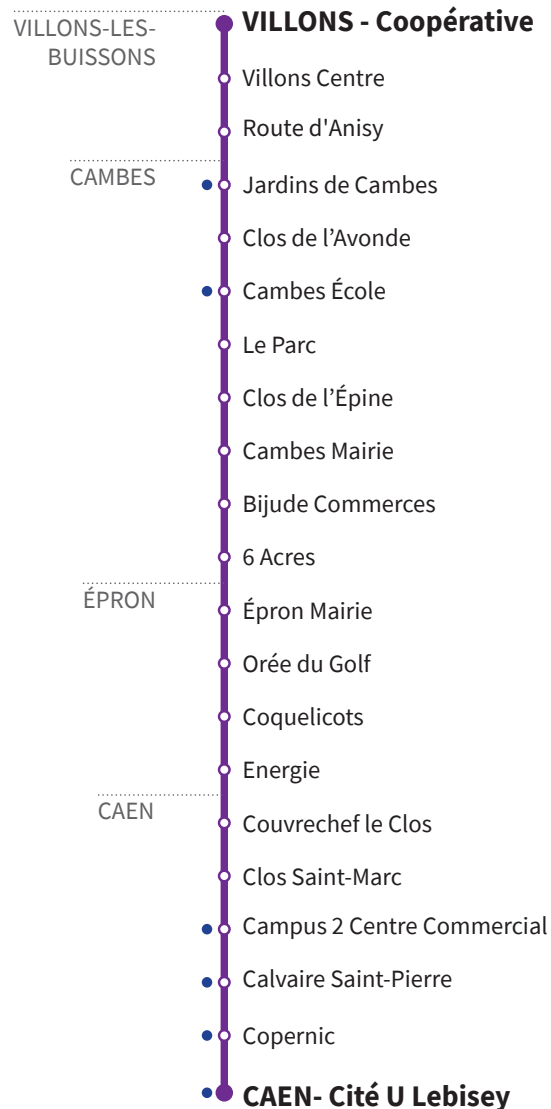 VILLONS-LES-
BUISSONS
VILLONS - Coopérative
Villons Centre
Route d'Anisy
CAMBES
Jardins de Cambes
Clos de l’Avonde
Cambes École
Le Parc
Clos de l’Épine
Cambes Mairie
Bijude Commerces
6 Acres
ÉPRON
Épron Mairie
Orée du Golf
Coquelicots
Energie
CAEN
Couvrechef le Clos
Clos Saint-Marc
Campus 2 Centre Commercial
Calvaire Saint-Pierre
Copernic
CAEN- Cité U Lebisey